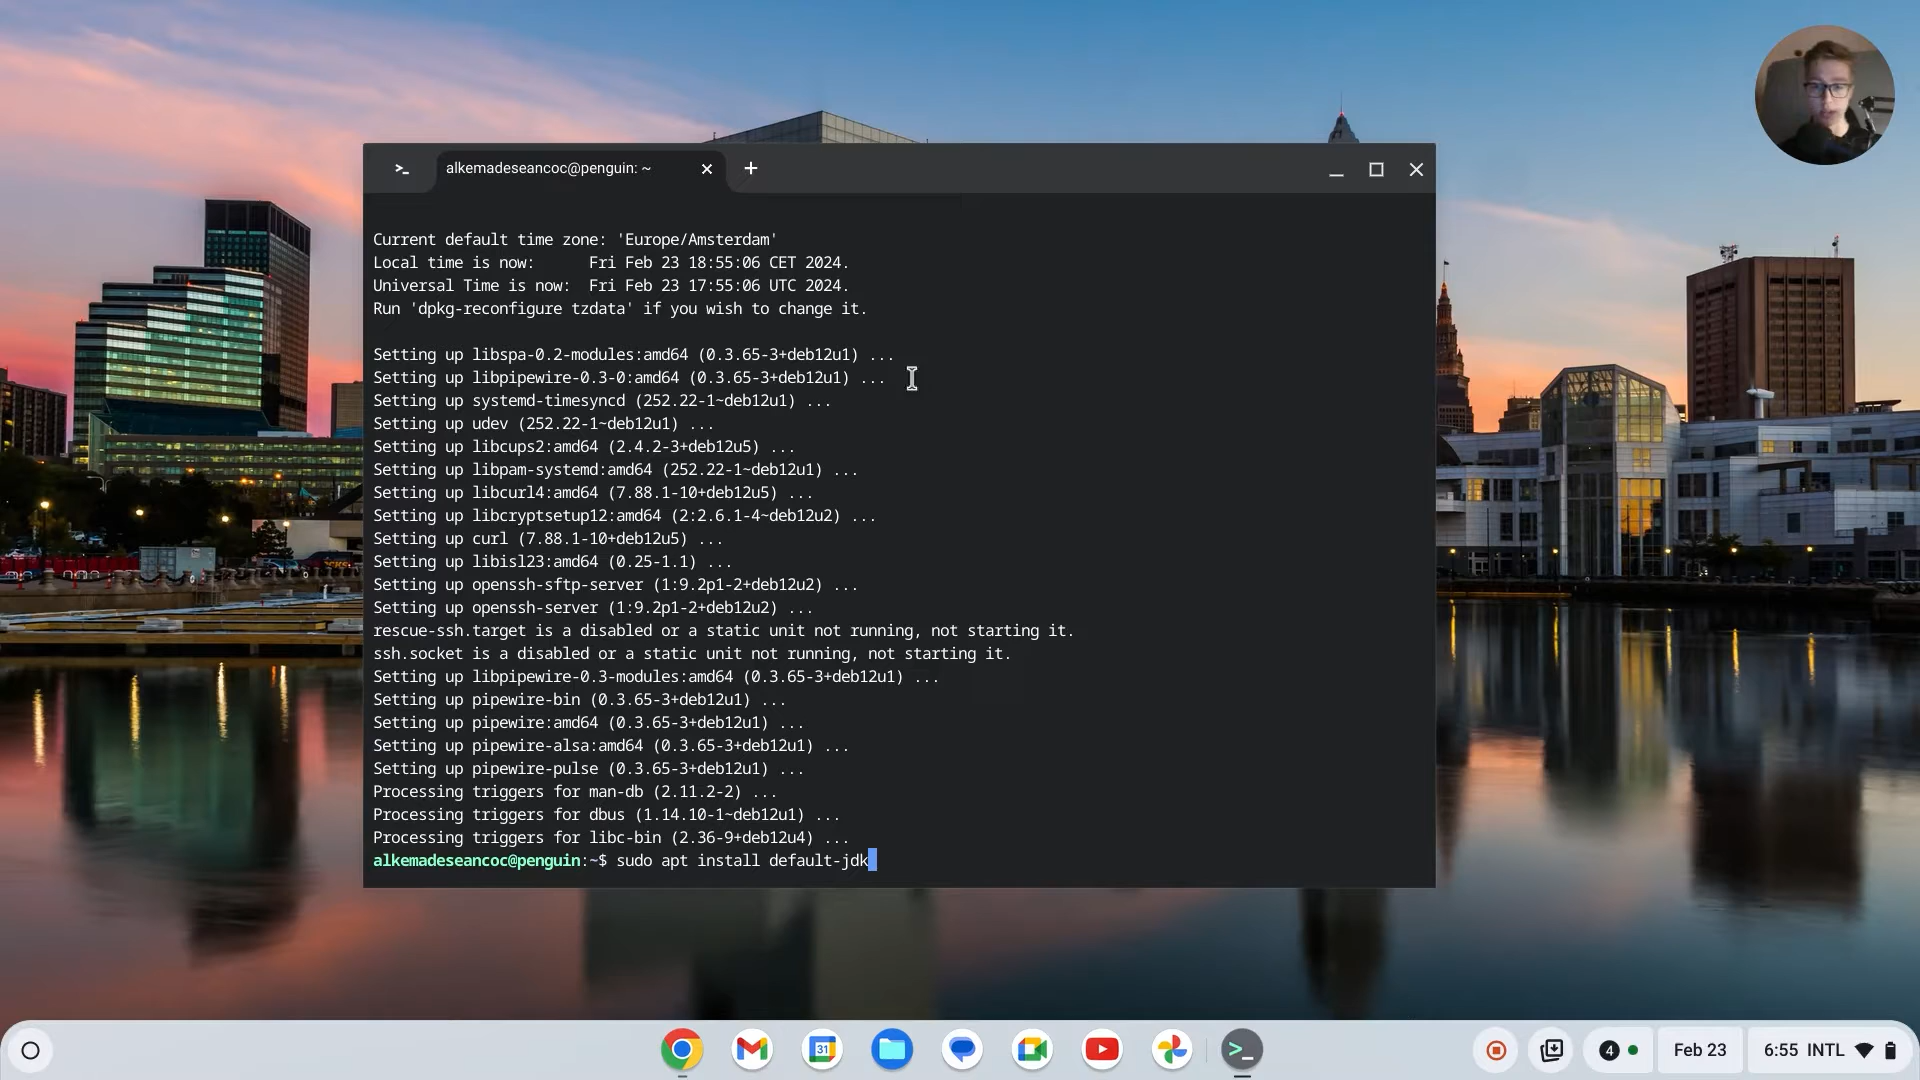 alkemadeseancoc@penguin: ~
Current default time zone: 'Europe/Amsterdam'
Local time is now:      Fri Feb 23 18:55:06 CET 2024.
Universal Time is now:  Fri Feb 23 17:55:06 UTC 2024.
Run 'dpkg-reconfigure tzdata' if you wish to change it.
Setting up libspa-0.2-modules:amd64 (0.3.65-3+deb12u1) ...
Setting up libpipewire-0.3-0:amd64 (0.3.65-3+deb12u1) ...
Setting up systemd-timesyncd (252.22-1~deb12u1) ...
Setting up udev (252.22-1~deb12u1) ...
Setting up libcups2:amd64 (2.4.2-3+deb12u5) ...
Setting up libpam-systemd:amd64 (252.22-1~deb12u1) ...
Setting up libcurl4:amd64 (7.88.1-10+deb12u5) ...
Setting up libcryptsetup12:amd64 (2:2.6.1-4~deb12u2) ...
Setting up curl (7.88.1-10+deb12u5) ...
Setting up libisl23:amd64 (0.25-1.1) ...
Setting up openssh-sftp-server (1:9.2p1-2+deb12u2) ...
Setting up openssh-server (1:9.2p1-2+deb12u2) ...
rescue-ssh.target is a disabled or a static unit not running, not starting it.
ssh.socket is a disabled or a static unit not running, not starting it.
Setting up libpipewire-0.3-modules:amd64 (0.3.65-3+deb12u1) ...
Setting up pipewire-bin (0.3.65-3+deb12u1) ...
Setting up pipewire:amd64 (0.3.65-3+deb12u1) ...
Setting up pipewire-alsa:amd64 (0.3.65-3+deb12u1) ...
Setting up pipewire-pulse (0.3.65-3+deb12u1) ...
Processing triggers for man-db (2.11.2-2) ...
Processing triggers for dbus (1.14.10-1~deb12u1) ...
Processing triggers for libc-bin (2.36-9+deb12u4) ...
alkemadeseancoc@penguin:~$ sudo apt install default-jdk
31
4
Feb 23
6:55 INTL